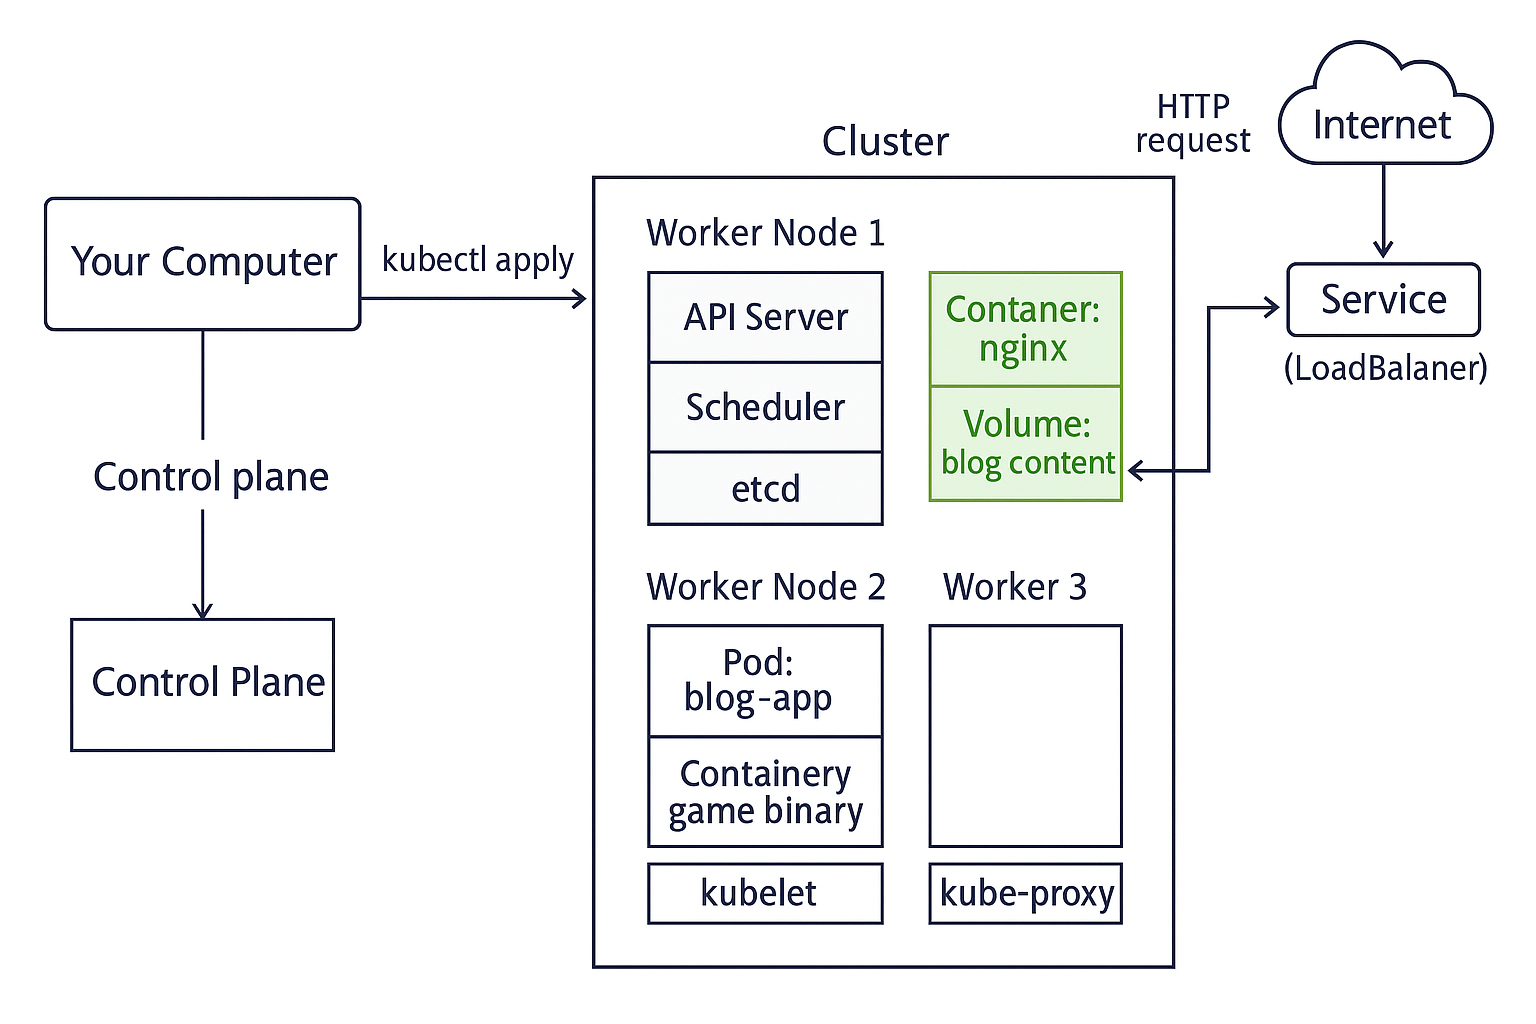 HTTP
request
Internet
Cluster
Your Computer
kubectl apply
Worker Node 1
API Server
Scheduler
etcd
Contaner:
nginx
Volume:
blog content
Service
(LoadBalaner)
Control plane
Control Plane
Worker Node 2
Pod:
blog-app
Containery
game binary
kubelet
Worker 3
kube-proxy